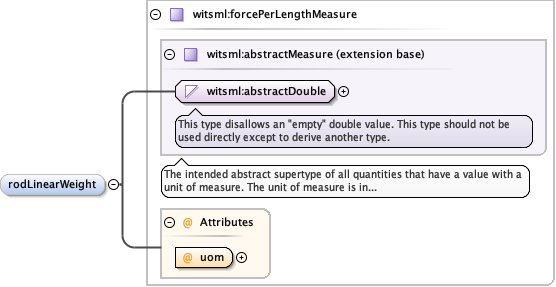 witsml:forcePerLengthMeasure
witsml:abstractMeasure (extension base)
witsml:abstractDouble
This type disallows an "empty" double value. This type should not be
used directly except to derive another type.
The intended abstract supertype of all quantities that have a value with a
unit of measure. The unit of measure is in...
rodLinearWeight
@ Attributes
@ uom